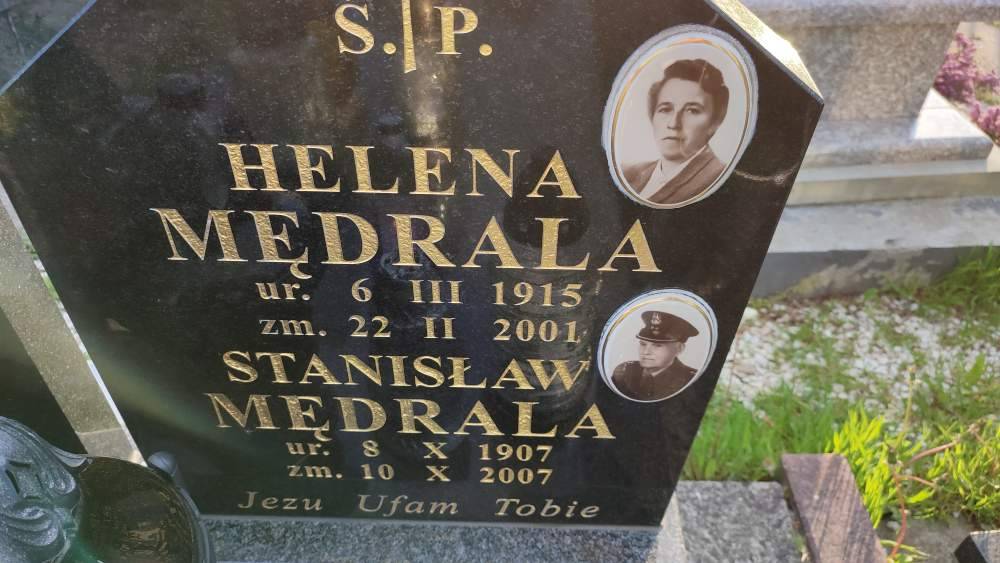 Ś. P.
HELENA
MĘDRALA
ur. 6 III 1915
zm. 22 II 2001
STANISŁAW
MĘDRALA
ur. 8 X 1907
zm. 10 X 2007
Jezu Ufam Tobie